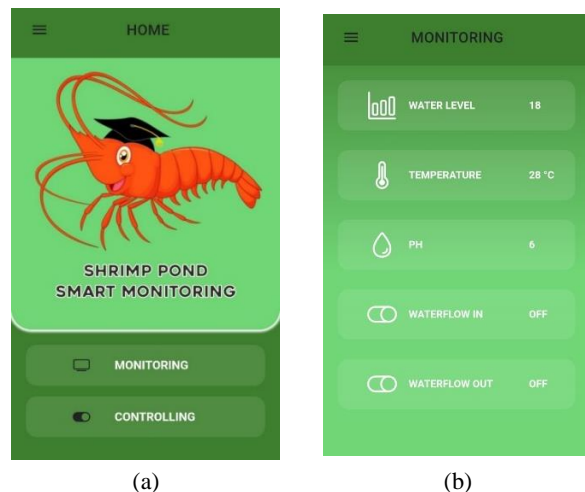 HOME
SHRIMP POND
SMART MONITORING
MONITORING
CONTROLLING
(a)
MONITORING
WATER LEVEL 18
TEMPERATURE 28 °C
PH 6
WATERFLOW IN OFF
WATERFLOW OUT OFF
(b)